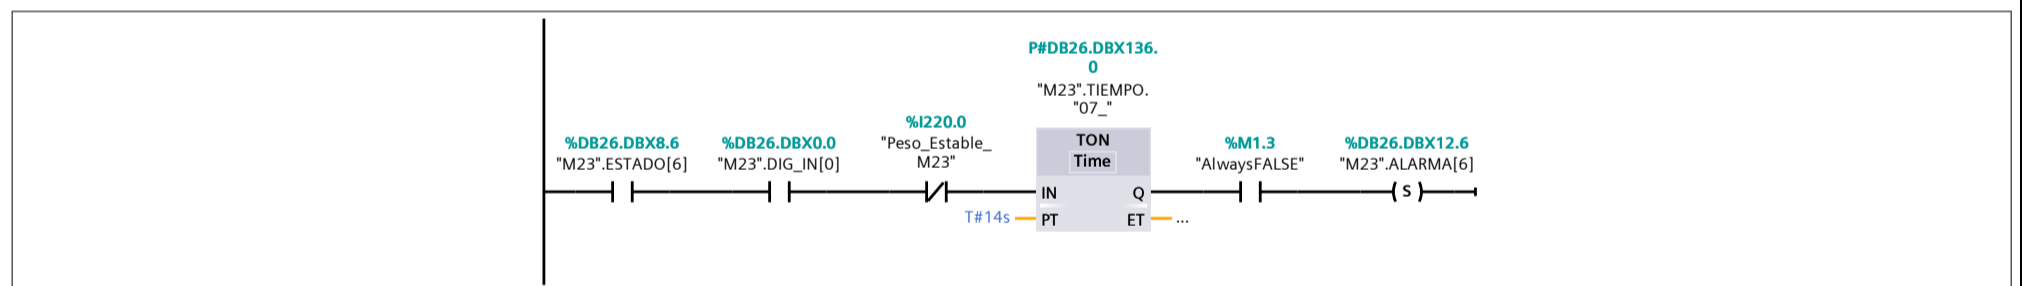 P#DB26.DBX136.
0
"M23".TIEMPO.
"07_"
%I220.0
%DB26.DBX8.6
%DB26.DBX0.0
"Peso_Estable_
TON
%M1.3
%DB26.DBX12.6
"M23".ESTADO[6]
"M23".DIG_IN[0]
M23"
Time
"AlwaysFALSE"
"M23".ALARMA[6]
IN
Q
( S )
T#14s
PT
ET
...